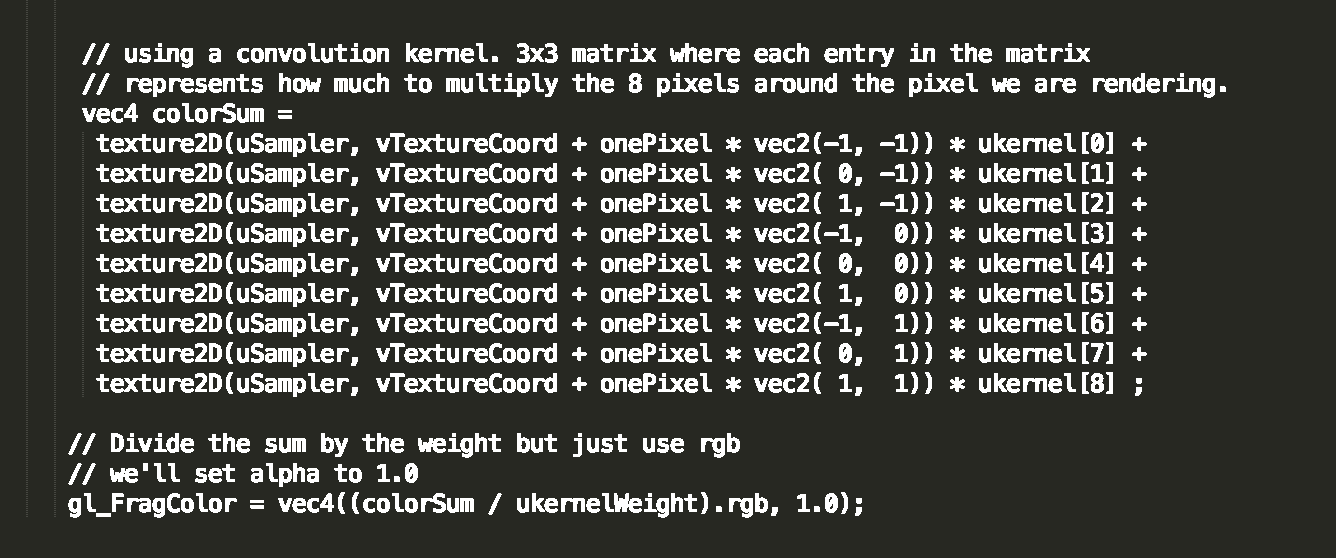 // using a convolution kernel. 3x3 matrix where each entry in the matrix
// represents how much to multiply the 8 pixels around the pixel we are rendering.
vec4 colorSum =
texture2D(uSampler, vTextureCoord + onePixel * vec2(-1, -1)) * ukernel[0] +
texture2D(uSampler, vTextureCoord + onePixel * vec2( 0, -1)) * ukernel[1] +
texture2D(uSampler, vTextureCoord + onePixel * vec2( 1, -1)) * ukernel[2] +
texture2D(uSampler, vTextureCoord + onePixel * vec2(-1,  0)) * ukernel[3] +
texture2D(uSampler, vTextureCoord + onePixel * vec2( 0,  0)) * ukernel[4] +
texture2D(uSampler, vTextureCoord + onePixel * vec2( 1,  0)) * ukernel[5] +
texture2D(uSampler, vTextureCoord + onePixel * vec2(-1,  1)) * ukernel[6] +
texture2D(uSampler, vTextureCoord + onePixel * vec2( 0,  1)) * ukernel[7] +
texture2D(uSampler, vTextureCoord + onePixel * vec2( 1,  1)) * ukernel[8] ;
// Divide the sum by the weight but just use rgb
// we'll set alpha to 1.0
gl_FragColor = vec4((colorSum / ukernelWeight).rgb, 1.0);